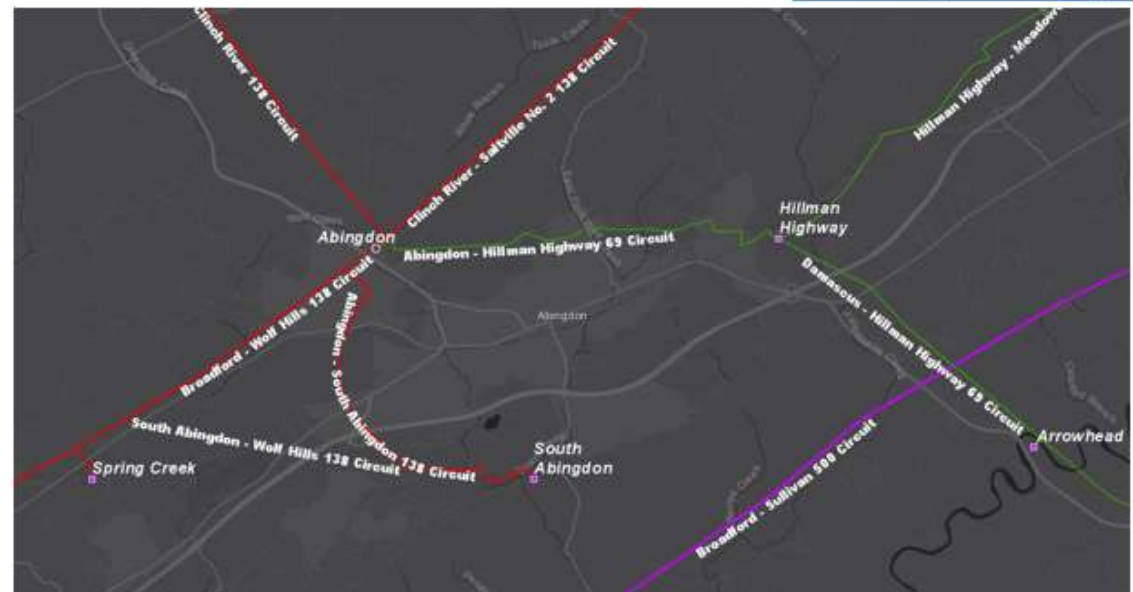 Clinch River 138 Circuit
Clinch River - Saltville No. 2 138 Circuit
Hillman Highway - Meadow
Hillman
Highway
Abingdon
Abingdon - Hillman Highway 69 Circuit
Broadford - Wolf Hills 138 Circuit
Abingdon - South Abingdon 138 Circuit
Abingdon
Damascus - Hillman Highway 69 Circuit
South Abingdon - Wolf Hills 138 Circuit
Spring Creek
South
Abingdon
Arrowhead
Broadford - Sullivan 500 Circuit